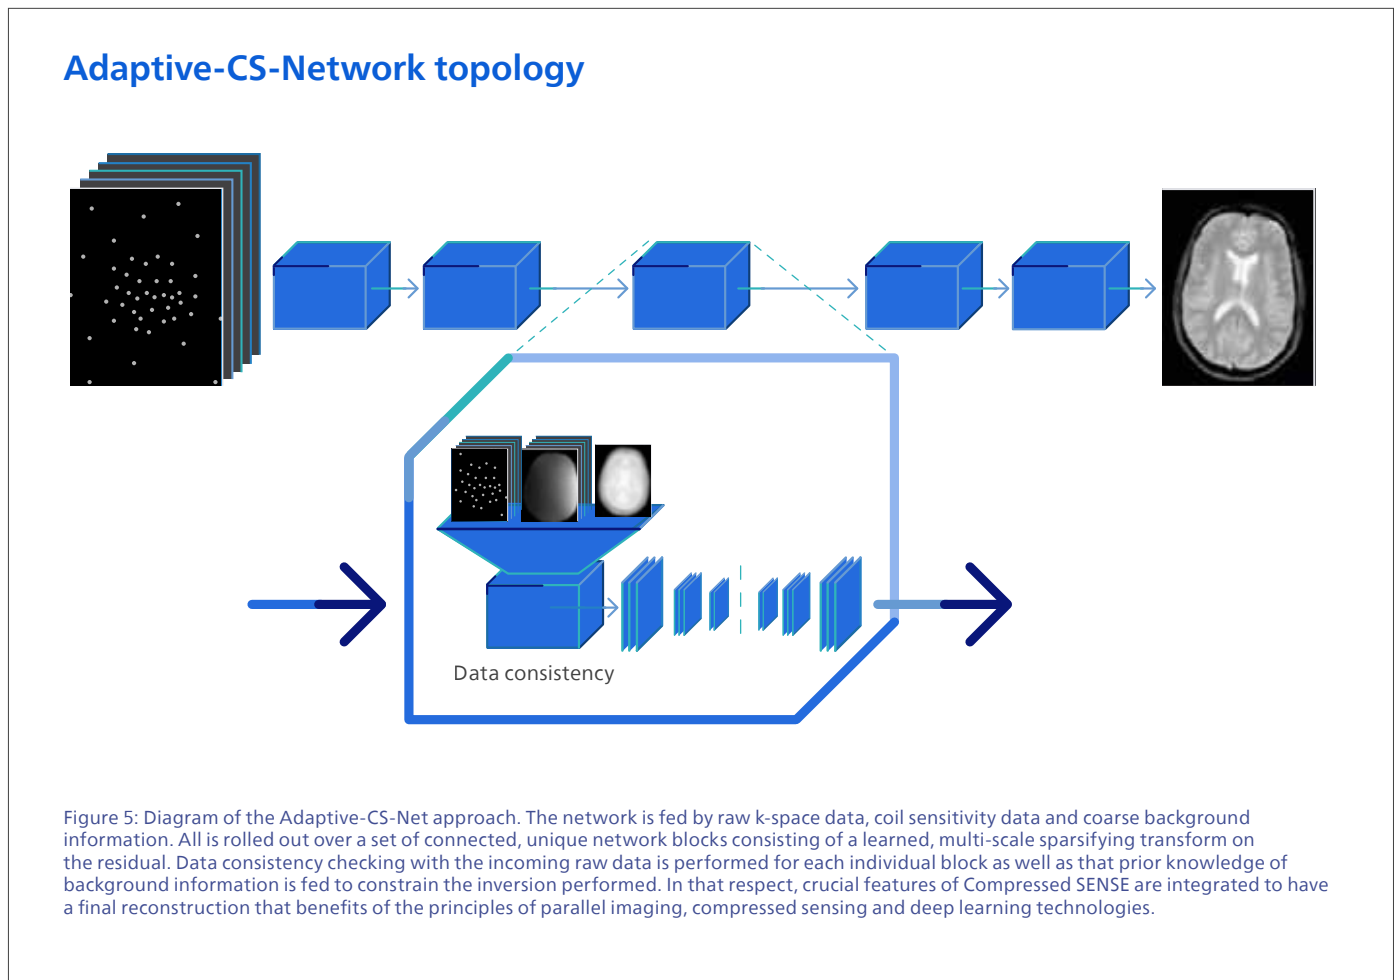 Adaptive-CS-Network topology
Data consistency
Figure 5: Diagram of the Adaptive-CS-Net approach. The network is fed by raw k-space data, coil sensitivity data and coarse background
information. All is rolled out over a set of connected, unique network blocks consisting of a learned, multi-scale sparsifying transform on
the residual. Data consistency checking with the incoming raw data is performed for each individual block as well as that prior knowledge of
background information is fed to constrain the inversion performed. In that respect, crucial features of Compressed SENSE are integrated to have
a final reconstruction that benefits of the principles of parallel imaging, compressed sensing and deep learning technologies.